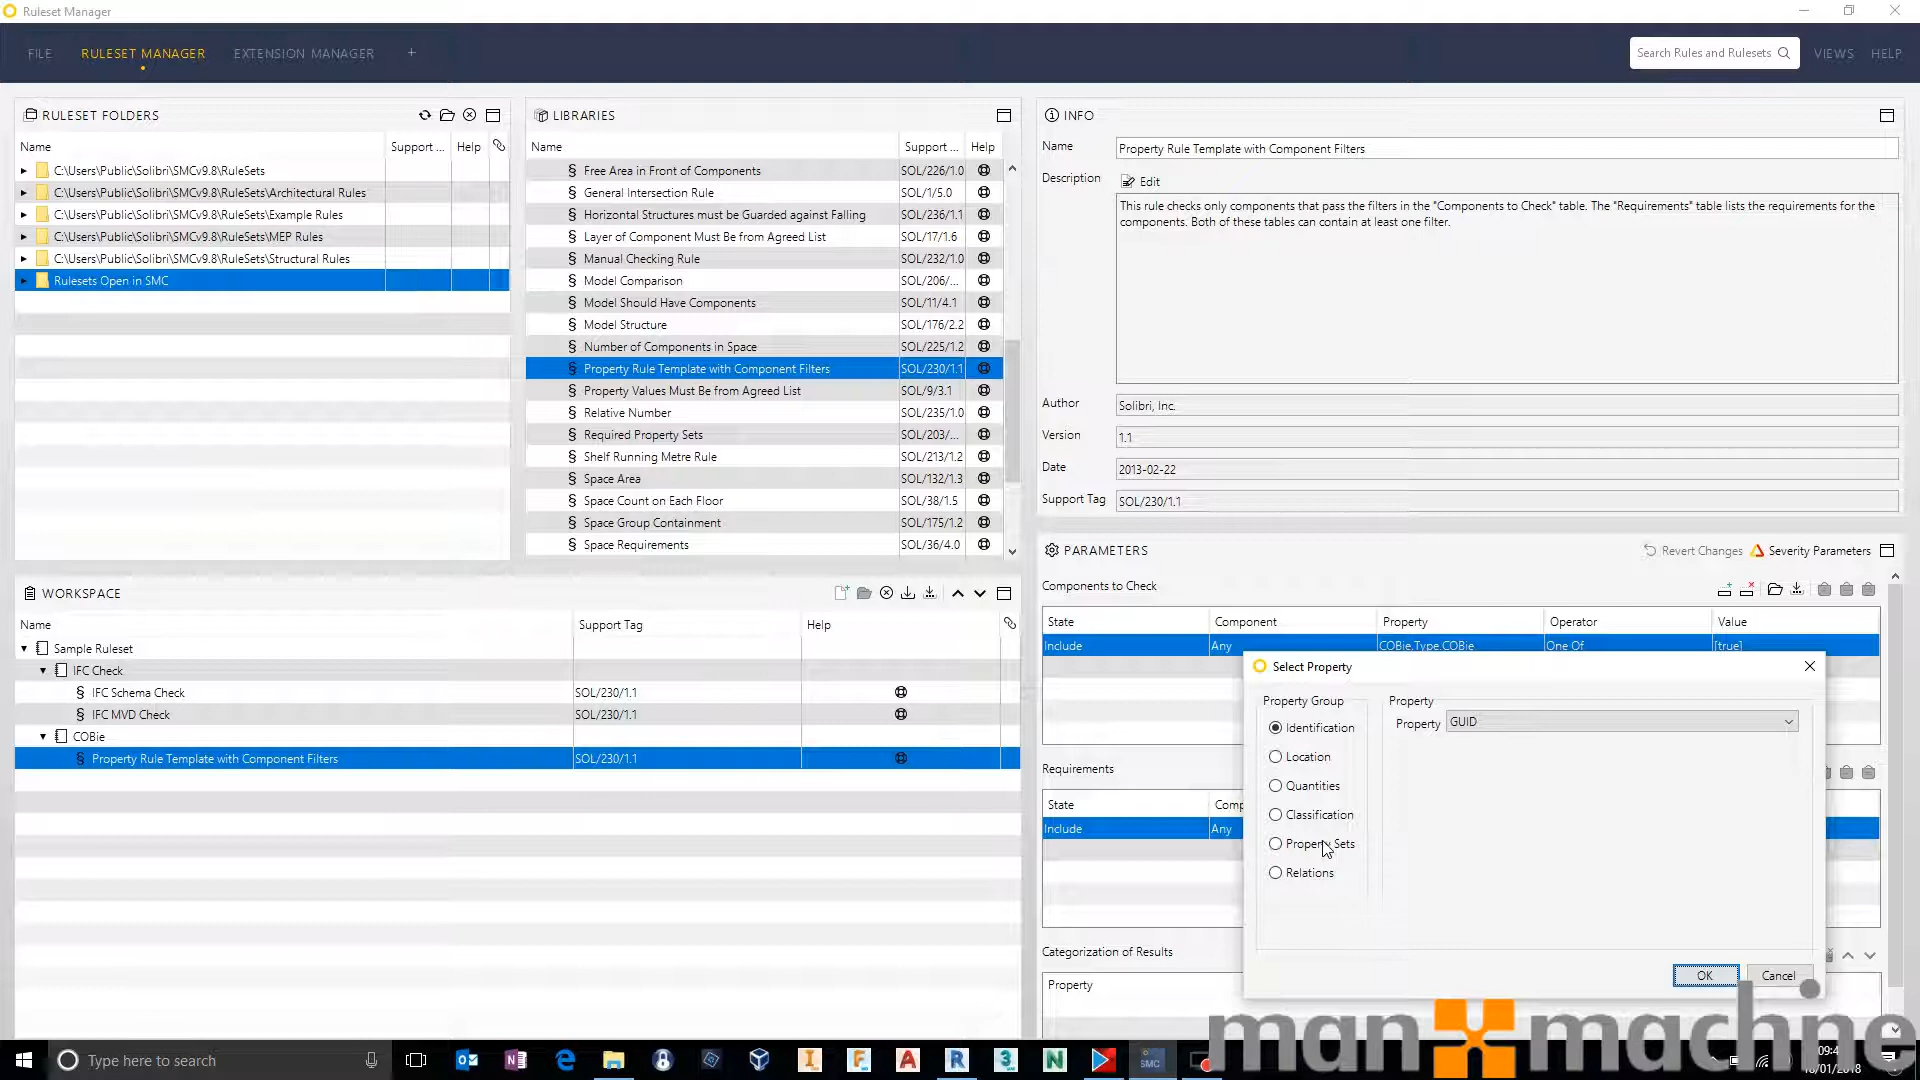 Ruleset Manager
FILE RULESET MANAGER EXTENSION MANAGER +
Search Rules and Rulesets VIEWS HELP
RULESET FOLDERS
Name Support ... Help
C:\Users\Public\Solibri\SMCv9.8\RuleSets
C:\Users\Public\Solibri\SMCv9.8\RuleSets\Architectural Rules
C:\Users\Public\Solibri\SMCv9.8\RuleSets\Example Rules
C:\Users\Public\Solibri\SMCv9.8\RuleSets\MEP Rules
C:\Users\Public\Solibri\SMCv9.8\RuleSets\Structural Rules
Rulesets Open in SMC
LIBRARIES
Name Support ... Help
§ Free Area in Front of Components SOL/226/1.0
§ General Intersection Rule SOL/1/5.0
§ Horizontal Structures must be Guarded against Falling SOL/236/1.1
§ Layer of Component Must Be from Agreed List SOL/17/1.6
§ Manual Checking Rule SOL/232/1.0
§ Model Comparison SOL/206/...
§ Model Should Have Components SOL/11/4.1
§ Model Structure SOL/176/2.2
§ Number of Components in Space SOL/225/1.2
§ Property Rule Template with Component Filters SOL/230/1.1
§ Property Values Must Be from Agreed List SOL/9/3.1
§ Relative Number SOL/235/1.0
§ Required Property Sets SOL/203/...
§ Shelf Running Metre Rule SOL/213/1.2
§ Space Area SOL/132/1.3
§ Space Count on Each Floor SOL/38/1.5
§ Space Group Containment SOL/175/1.2
§ Space Requirements SOL/36/4.0
INFO
Name Property Rule Template with Component Filters
Description Edit
This rule checks only components that pass the filters in the "Components to Check" table. The "Requirements" table lists the requirements for the
components. Both of these tables can contain at least one filter.
Author Solibri, Inc.
Version 1.1
Date 2013-02-22
Support Tag SOL/230/1.1
WORKSPACE
Name Support Tag Help
Sample Ruleset
IFC Check
§ IFC Schema Check SOL/230/1.1
§ IFC MVD Check SOL/230/1.1
COBie
§ Property Rule Template with Component Filters SOL/230/1.1
PARAMETERS Revert Changes Severity Parameters
Components to Check
State Component Property Operator Value
Include Any COBie.Type.COBie One Of [true]
Requirements
State Comp
Include Any
Categorization of Results
Property
Select Property
Property Group
Identification
Location
Quantities
Classification
Property Sets
Relations
Property
Property GUID
OK Cancel
man machine
Type here to search
SMC
09:4
/01/2018